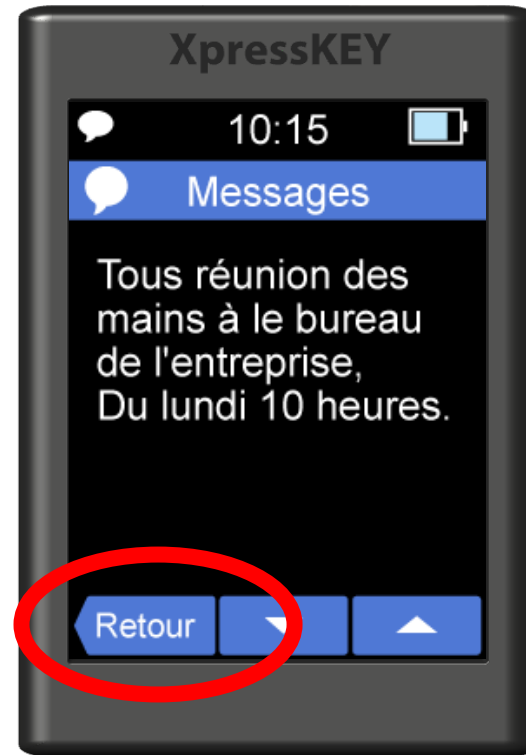 XpressKEY
10:15
Messages
Tous réunion des
mains à le bureau
de l'entreprise,
Du lundi 10 heures.
Retour